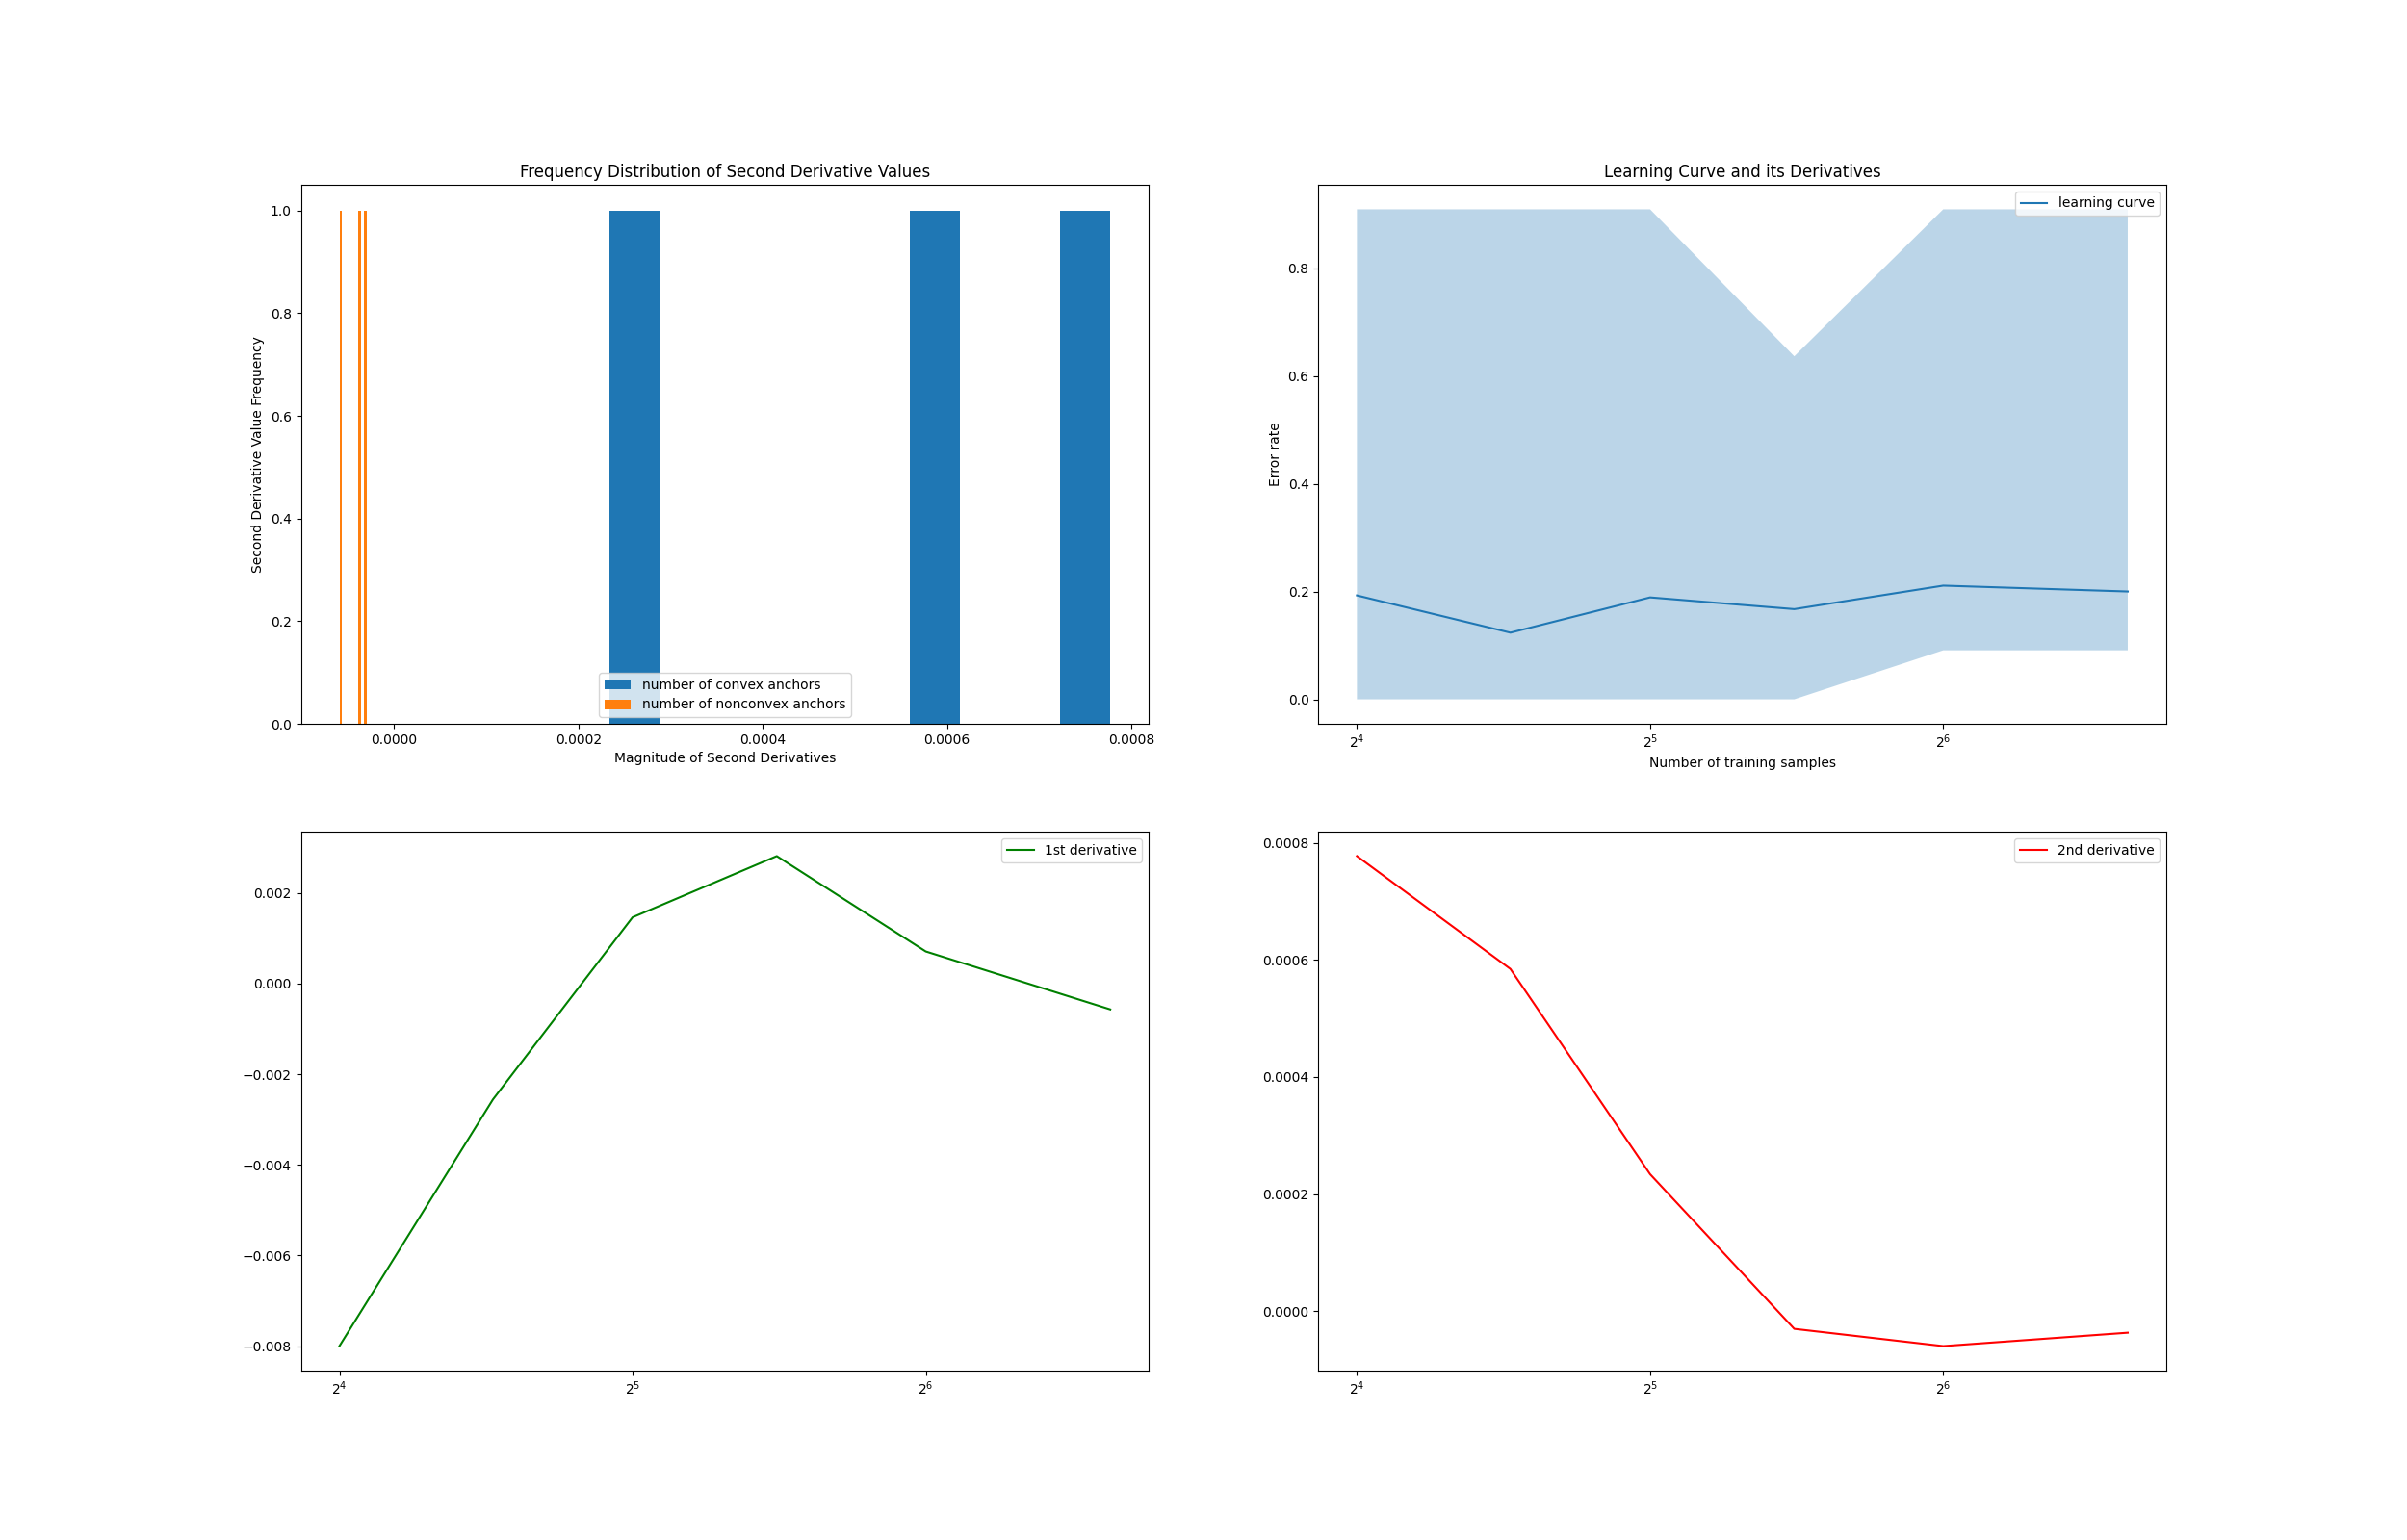 Frequency Distribution of Second Derivative Values
1.0
0.8
0.6
0.4
0.2
0.0
Second Derivative Value Frequency
number of convex anchors
number of nonconvex anchors
0.0000 0.0002 0.0004 0.0006 0.0008
Magnitude of Second Derivatives
Learning Curve and its Derivatives
learning curve
0.8
0.6
0.4
0.2
0.0
Error rate
2⁴ 2⁵ 2⁶
Number of training samples
1st derivative
0.002
0.000
−0.002
−0.004
−0.006
−0.008
2⁴ 2⁵ 2⁶
2nd derivative
0.0008
0.0006
0.0004
0.0002
0.0000
2⁴ 2⁵ 2⁶